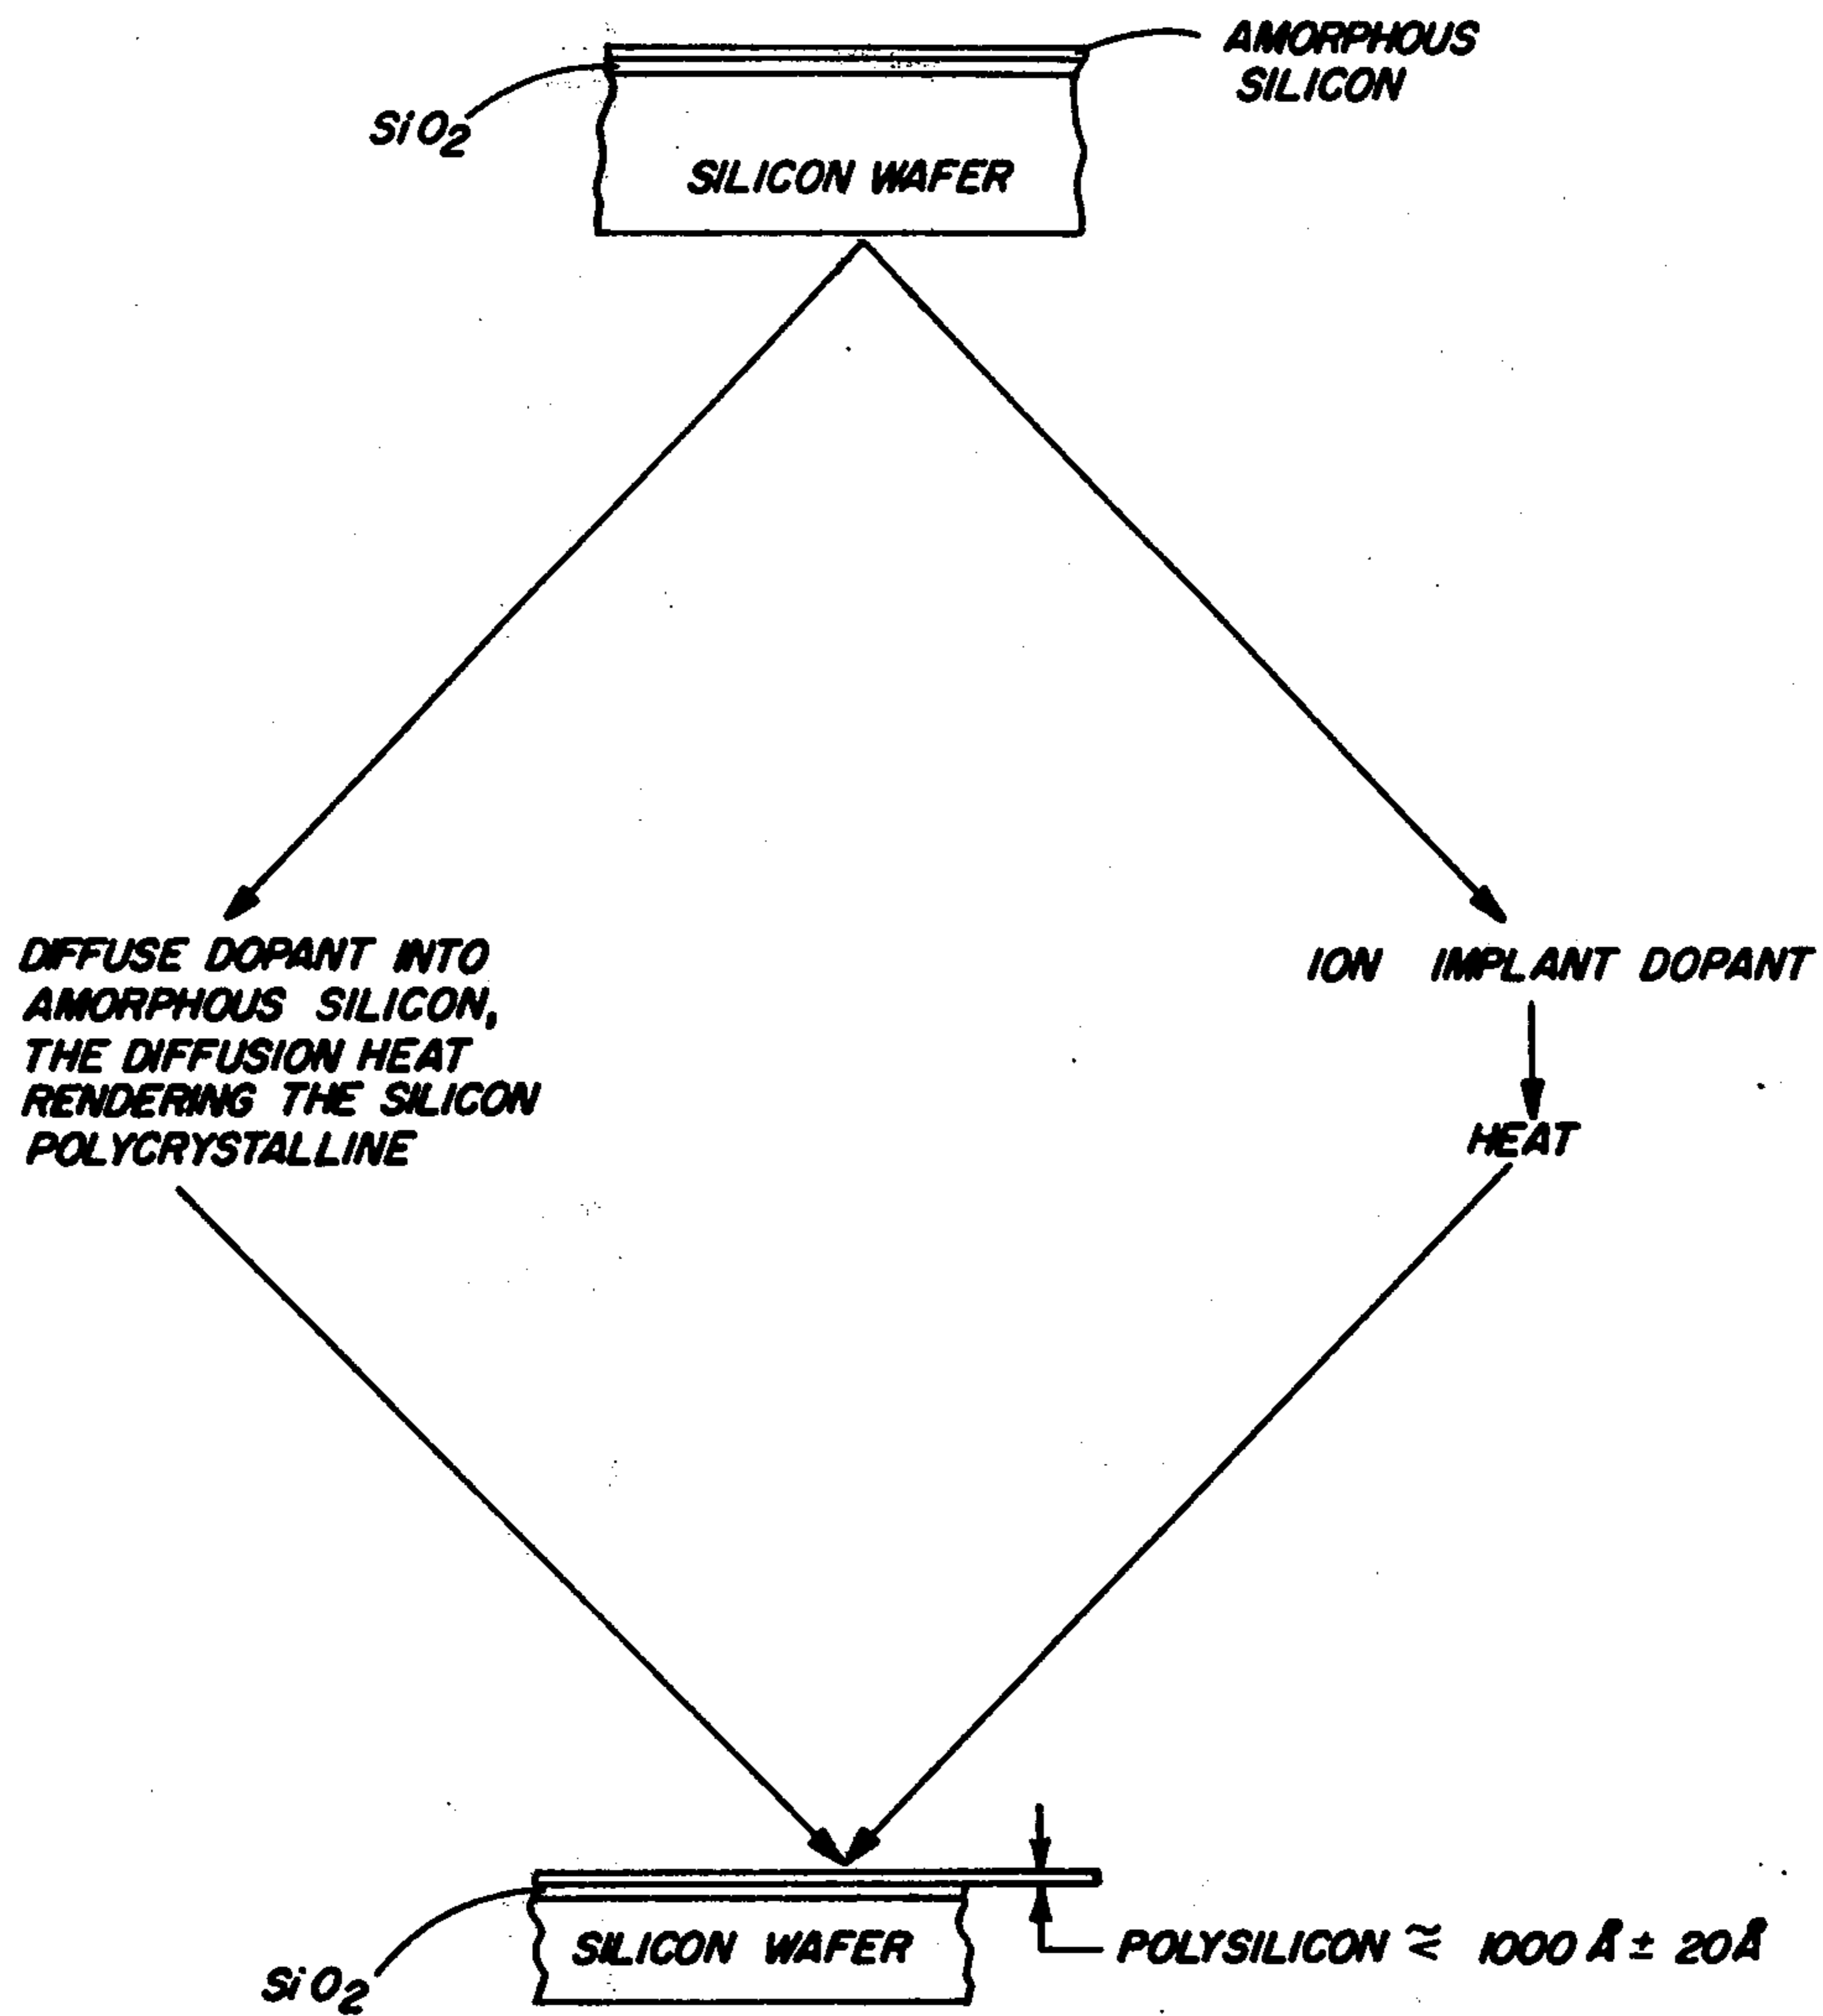 AMORPHOUS
SILICON
SiO2
SILICON WAFER
DIFFUSE DOPANT INTO
AMORPHOUS SILICON,
THE DIFFUSION HEAT
RENDERING THE SILICON
POLYCRYSTALLINE
ION IMPLANT DOPANT
HEAT
SILICON WAFER
POLYSILICON ≈ 1000 Å ± 20 Å
SiO2